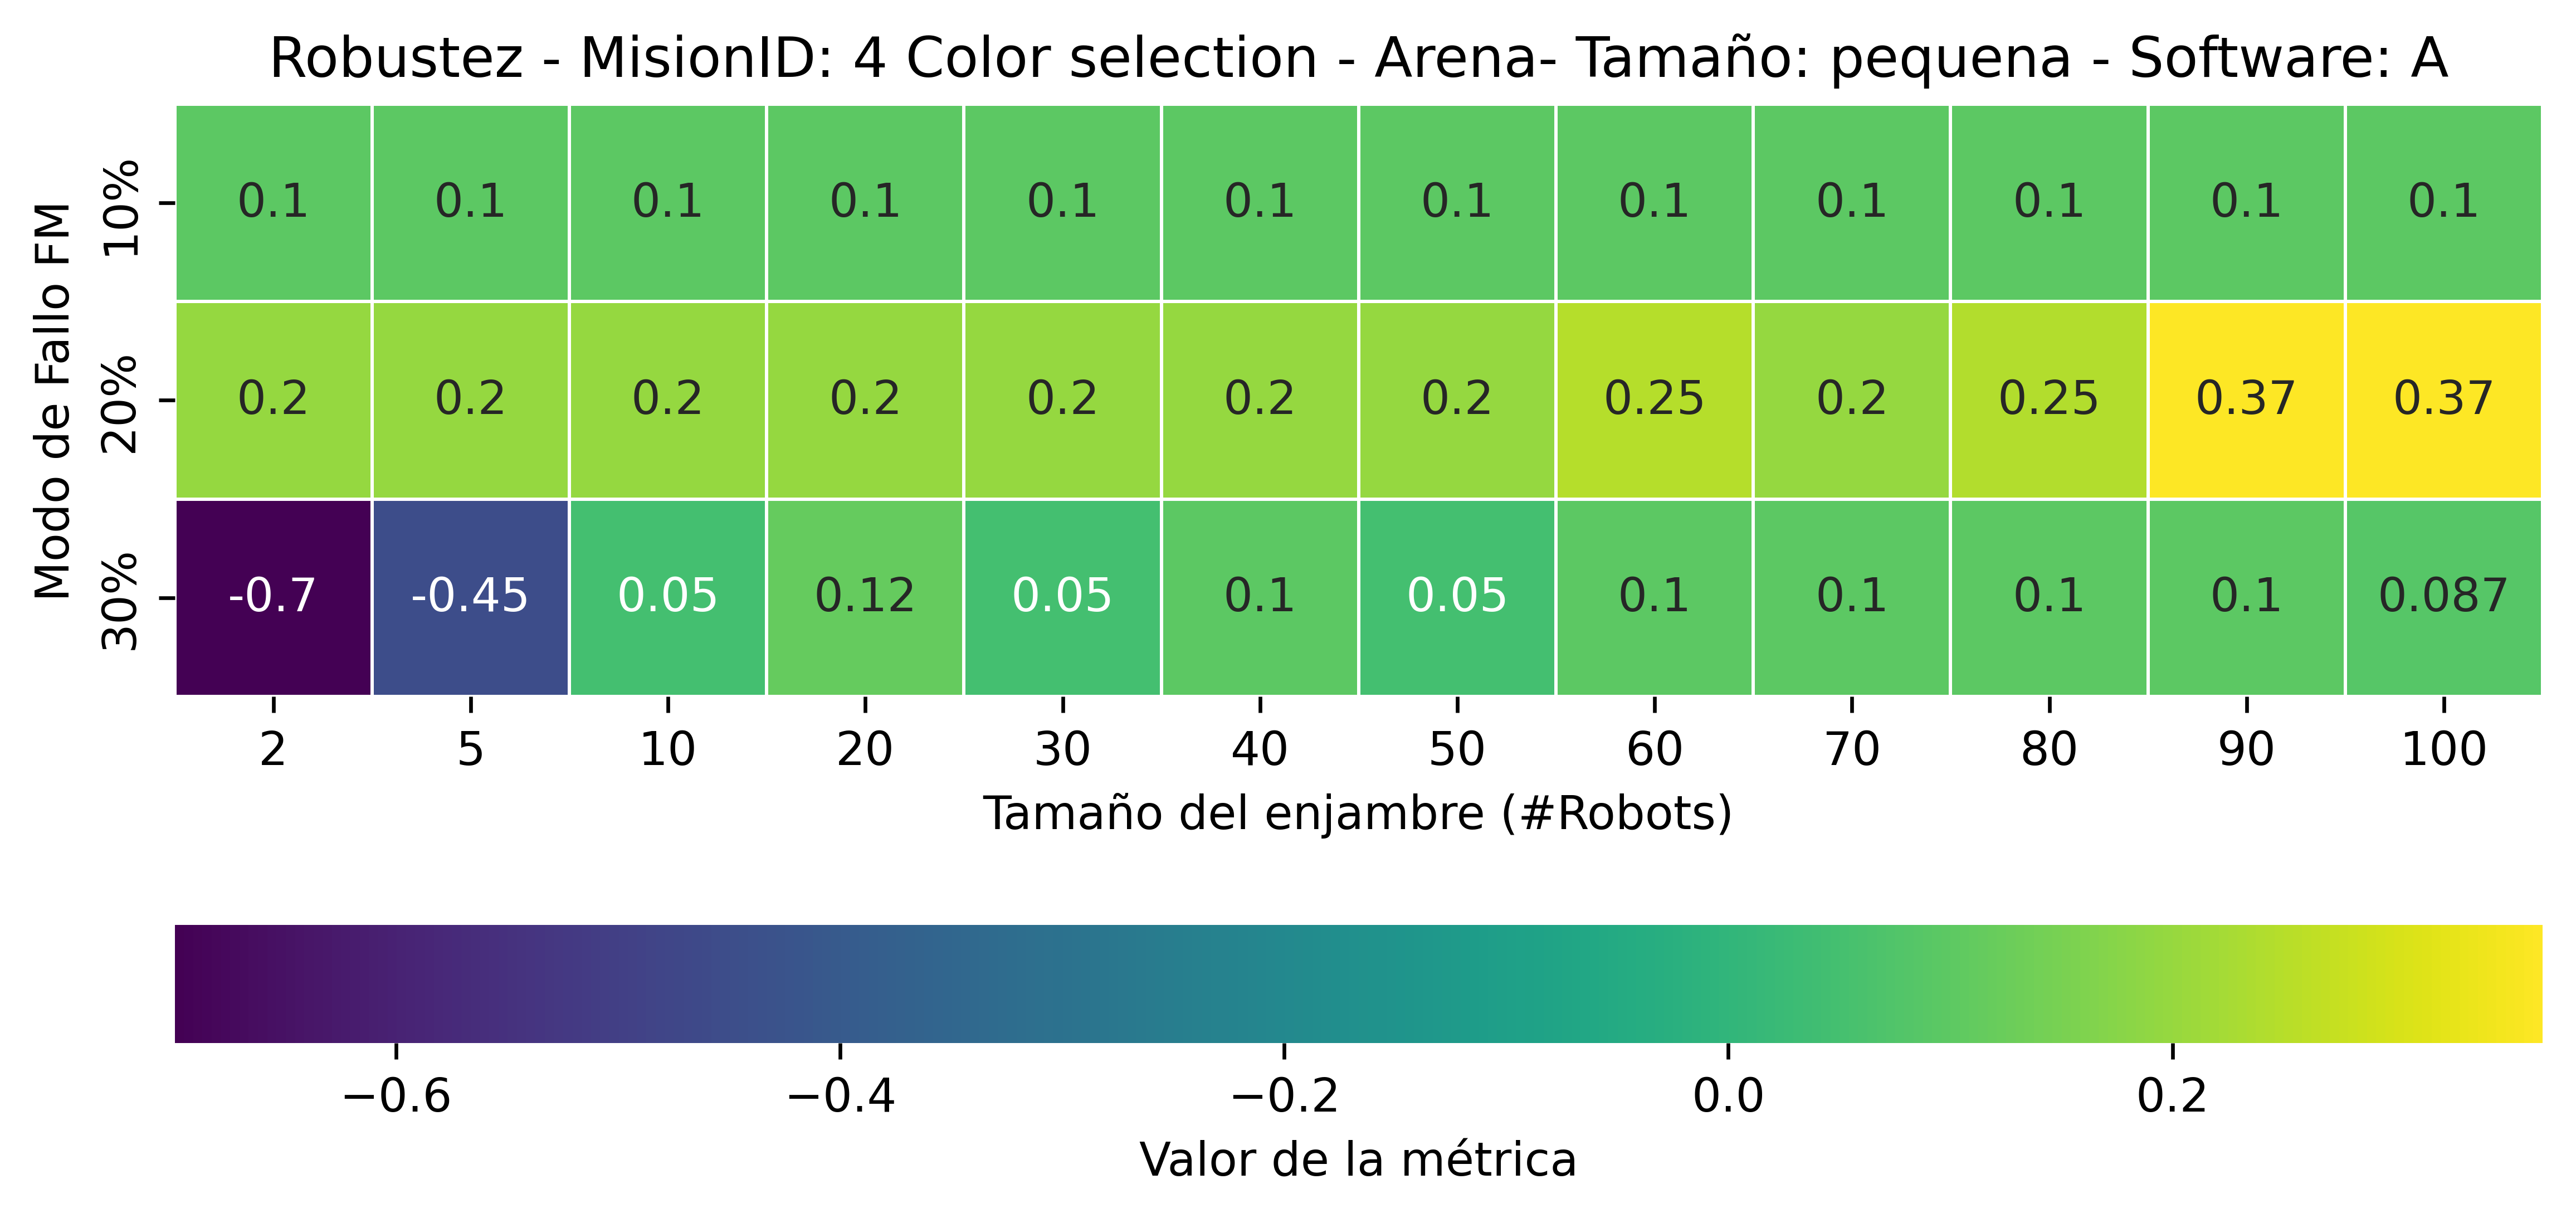 Robustez - MisionID: 4 Color selection - Arena- Tamaño: pequena - Software: A
Modo de Fallo FM
10%
0.1 0.1 0.1 0.1 0.1 0.1 0.1 0.1 0.1 0.1 0.1 0.1
20%
0.2 0.2 0.2 0.2 0.2 0.2 0.2 0.25 0.2 0.25 0.37 0.37
30%
-0.7 -0.45 0.05 0.12 0.05 0.1 0.05 0.1 0.1 0.1 0.1 0.087
2 5 10 20 30 40 50 60 70 80 90 100
Tamaño del enjambre (#Robots)
−0.6 −0.4 −0.2 0.0 0.2
Valor de la métrica